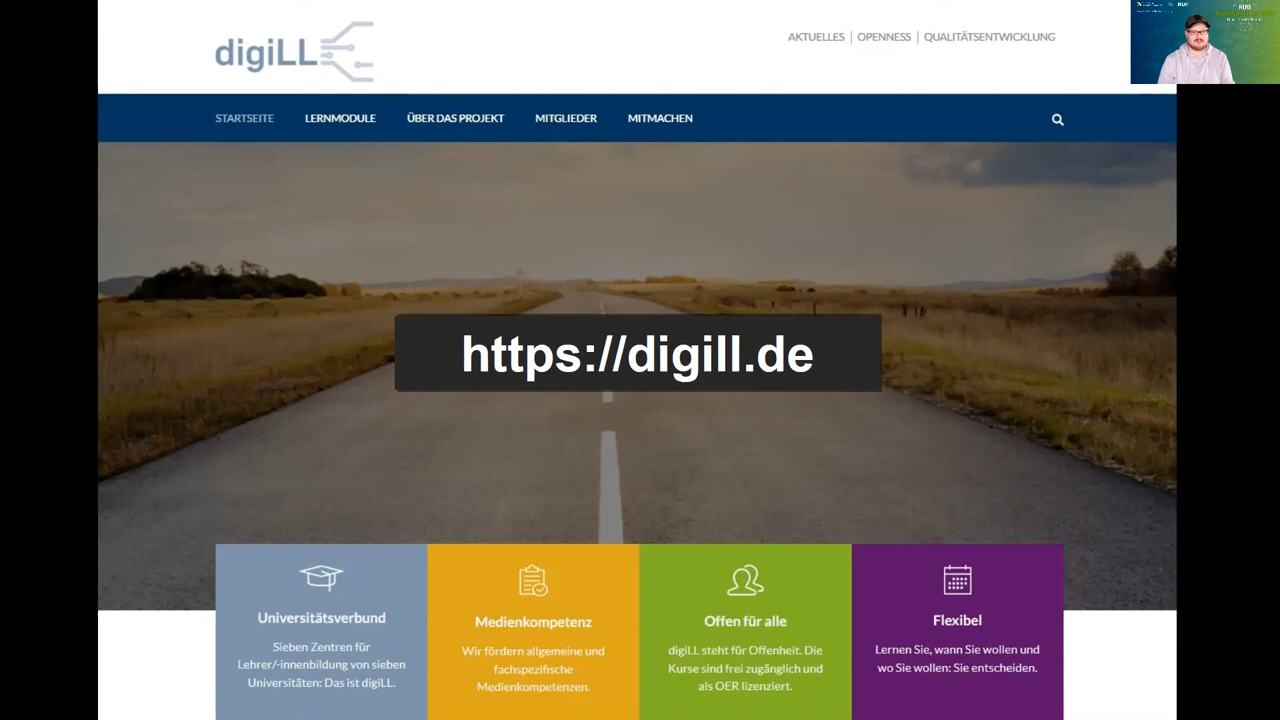 digiLL
AKTUELLES | OPENNESS | QUALITÄTSENTWICKLUNG
RUB
RUB
STARTSEITE LERNMODULE ÜBER DAS PROJEKT MITGLIEDER MITMACHEN
https://digill.de
Universitätsverbund
Sieben Zentren für
Lehrer/-innenbildung von sieben
Universitäten: Das ist digiLL.
Medienkompetenz
Wir fördern allgemeine und
fachspezifische
Medienkompetenzen.
Offen für alle
digiLL steht für Offenheit. Die
Kurse sind frei zugänglich und
als OER lizenziert.
Flexibel
Lernen Sie, wann Sie wollen und
wo Sie wollen: Sie entscheiden.